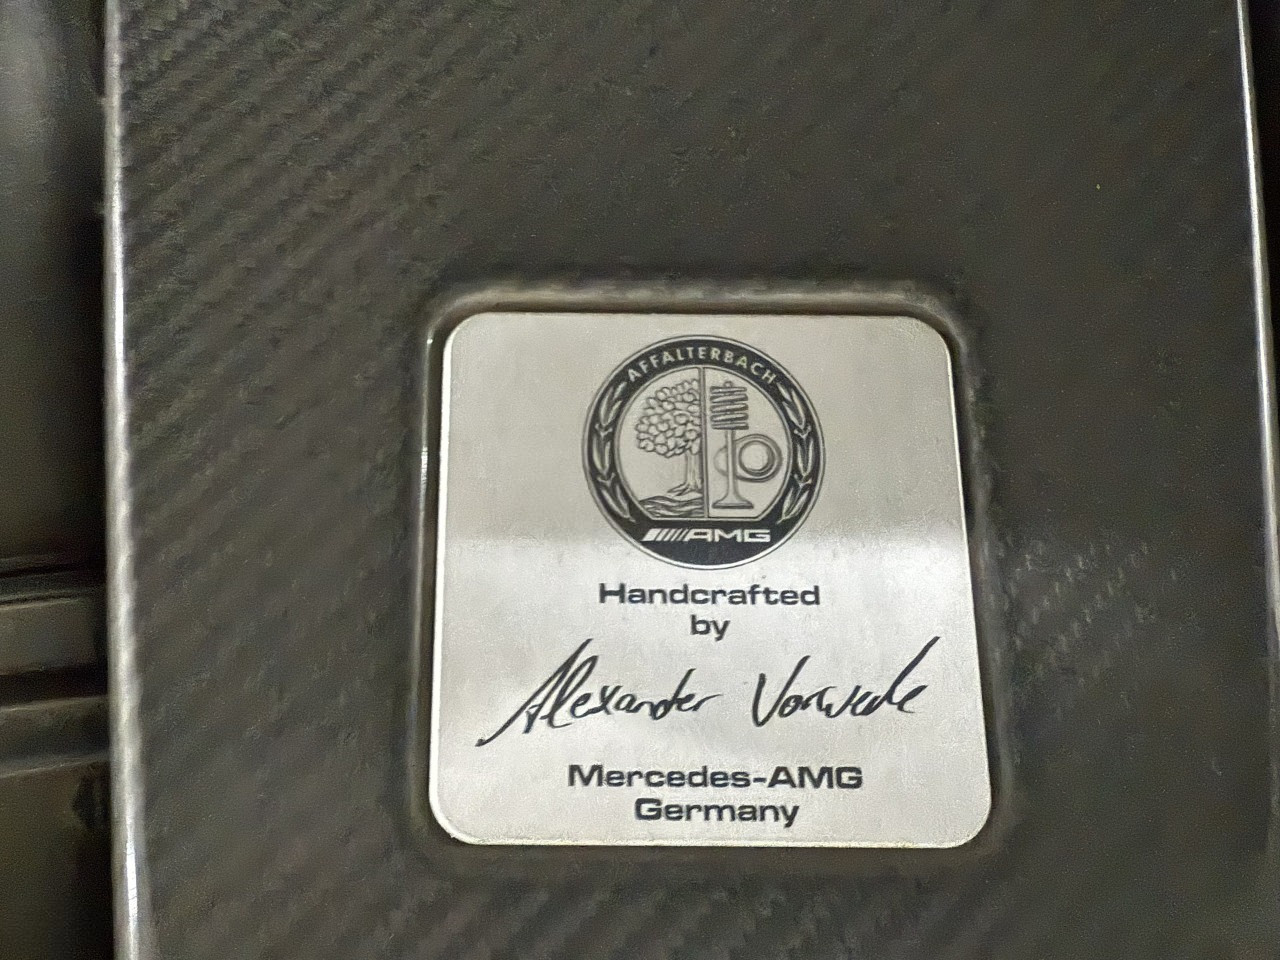 AFFALTERBACH
AMG
Handcrafted
by
Alexander Vorwerk
Mercedes-AMG
Germany